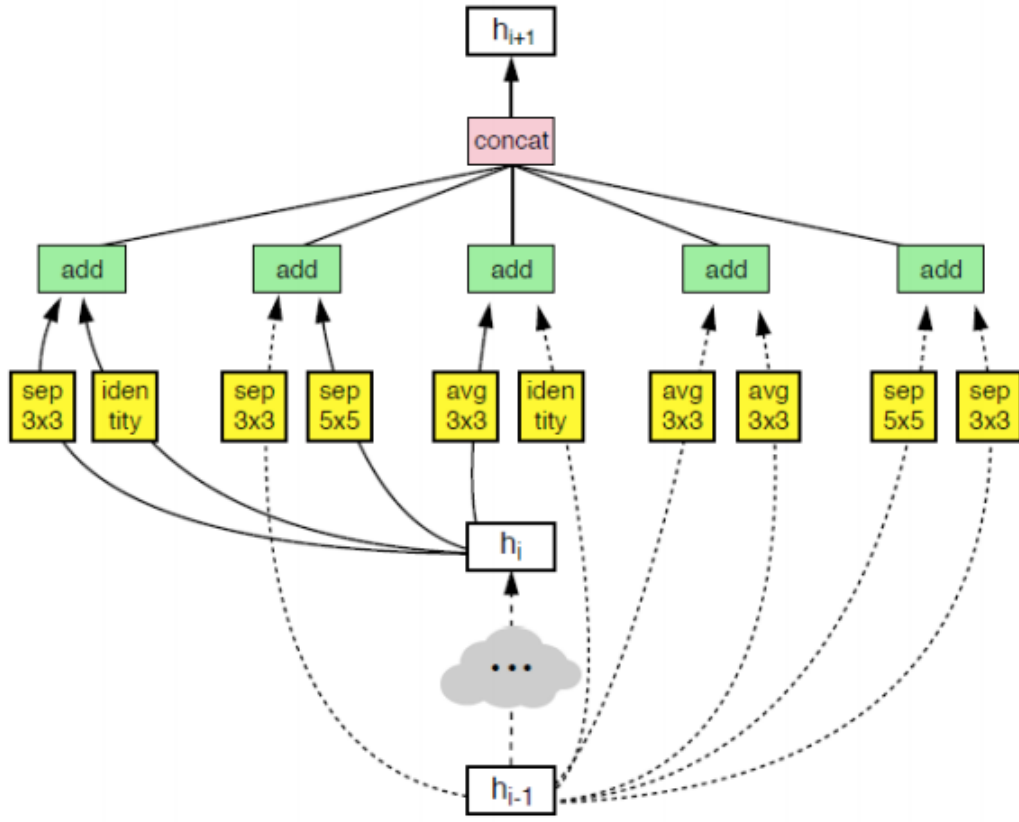 h_{i+1}
concat
add
add
add
add
add
sep
3x3
iden
tity
sep
3x3
sep
5x5
avg
3x3
iden
tity
avg
3x3
avg
3x3
sep
5x5
sep
3x3
h_i
...
h_{i-1}